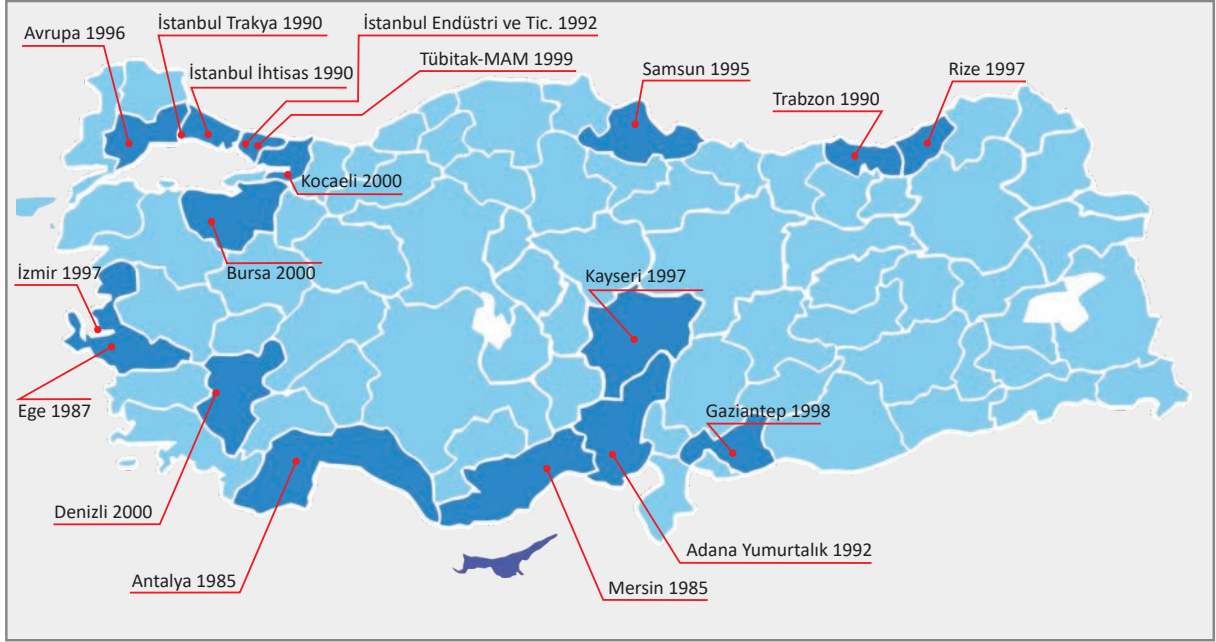 İstanbul Trakya 1990
İstanbul Endüstri ve Tic. 1992
Avrupa 1996
Tübitak-MAM 1999
İstanbul İhtisas 1990
Samsun 1995
Rize 1997
Trabzon 1990
Kocaeli 2000
Bursa 2000
İzmir 1997
Kayseri 1997
Ege 1987
Gaziantep 1998
Denizli 2000
Adana Yumurtalık 1992
Antalya 1985
Mersin 1985